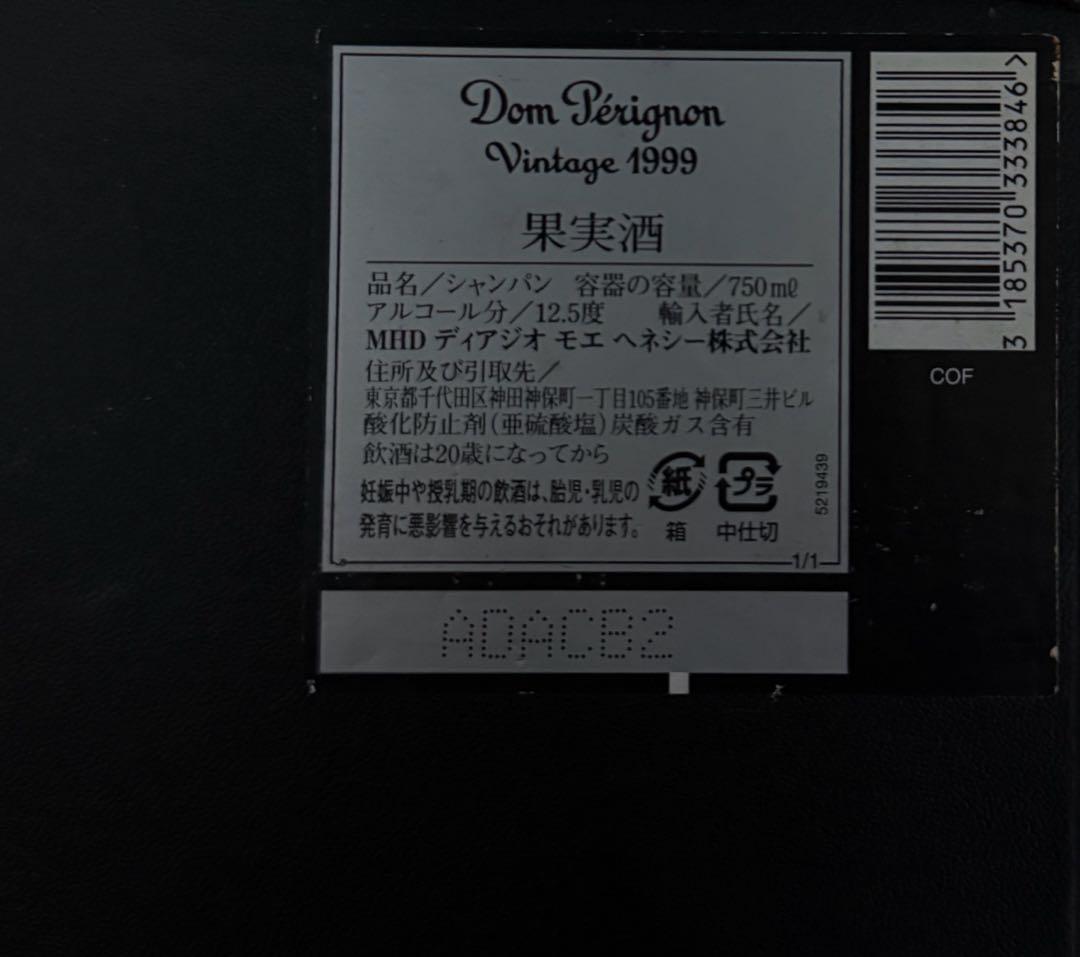 Dom Pérignon
Vintage 1999
果実酒
品名／シャンパン 容器の容量／750mℓ
アルコール分／12.5度 輸入者氏名／
MHD ディアジオ モエ ヘネシー株式会社
住所及び引取先／
東京都千代田区神田神保町一丁目105番地 神保町三井ビル
酸化防止剤（亜硫酸塩）炭酸ガス含有
飲酒は20歳になってから
妊娠中や授乳期の飲酒は、胎児・乳児の
発育に悪影響を与えるおそれがあります。
紙
箱
プラ
中仕切
5219439
1/1
ADACB2
3 185370 333846 >
COF